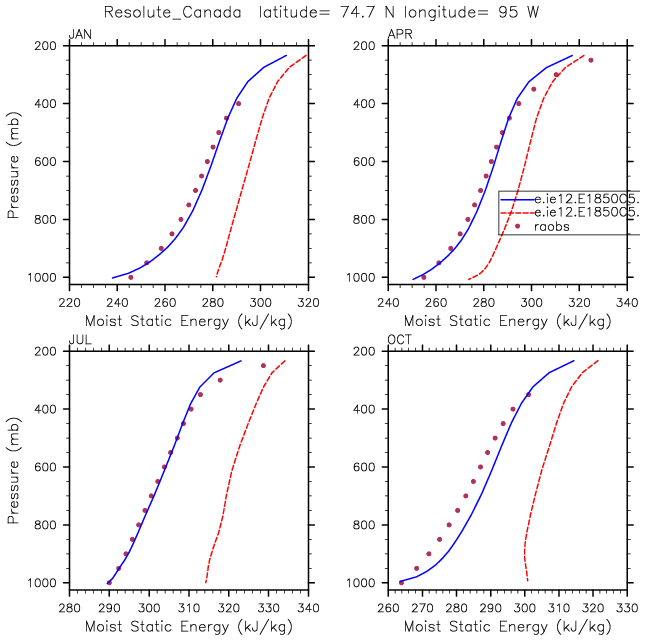 Resolute_Canada latitude= 74.7 N longitude= 95 W
JAN
200
400
600
800
1000
Pressure (mb)
220 240 260 280 300 320
Moist Static Energy (kJ/kg)
APR
200
400
600
800
1000
240 260 280 300 320 340
Moist Static Energy (kJ/kg)
e.ie12.E1850C5.
e.ie12.E1850C5.
raobs
JUL
200
400
600
800
1000
Pressure (mb)
280 290 300 310 320 330 340
Moist Static Energy (kJ/kg)
OCT
200
400
600
800
1000
260 270 280 290 300 310 320 330
Moist Static Energy (kJ/kg)